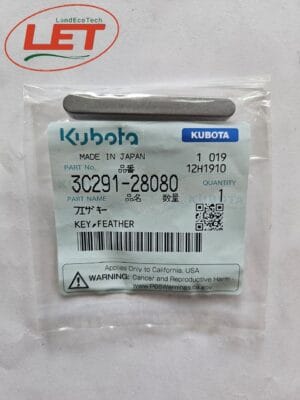 LandEcoTech
LET
Kubota
KUBOTA
MADE IN JAPAN
1 019
PART No. 品番
12H1910
3C291-28080
QUANTITY
PART NAME 品名 数量
1
フエザキー
KEY,FEATHER
Applies Only to California, USA
WARNING: Cancer and Reproductive Harm
www.P65Warnings.ca.gov